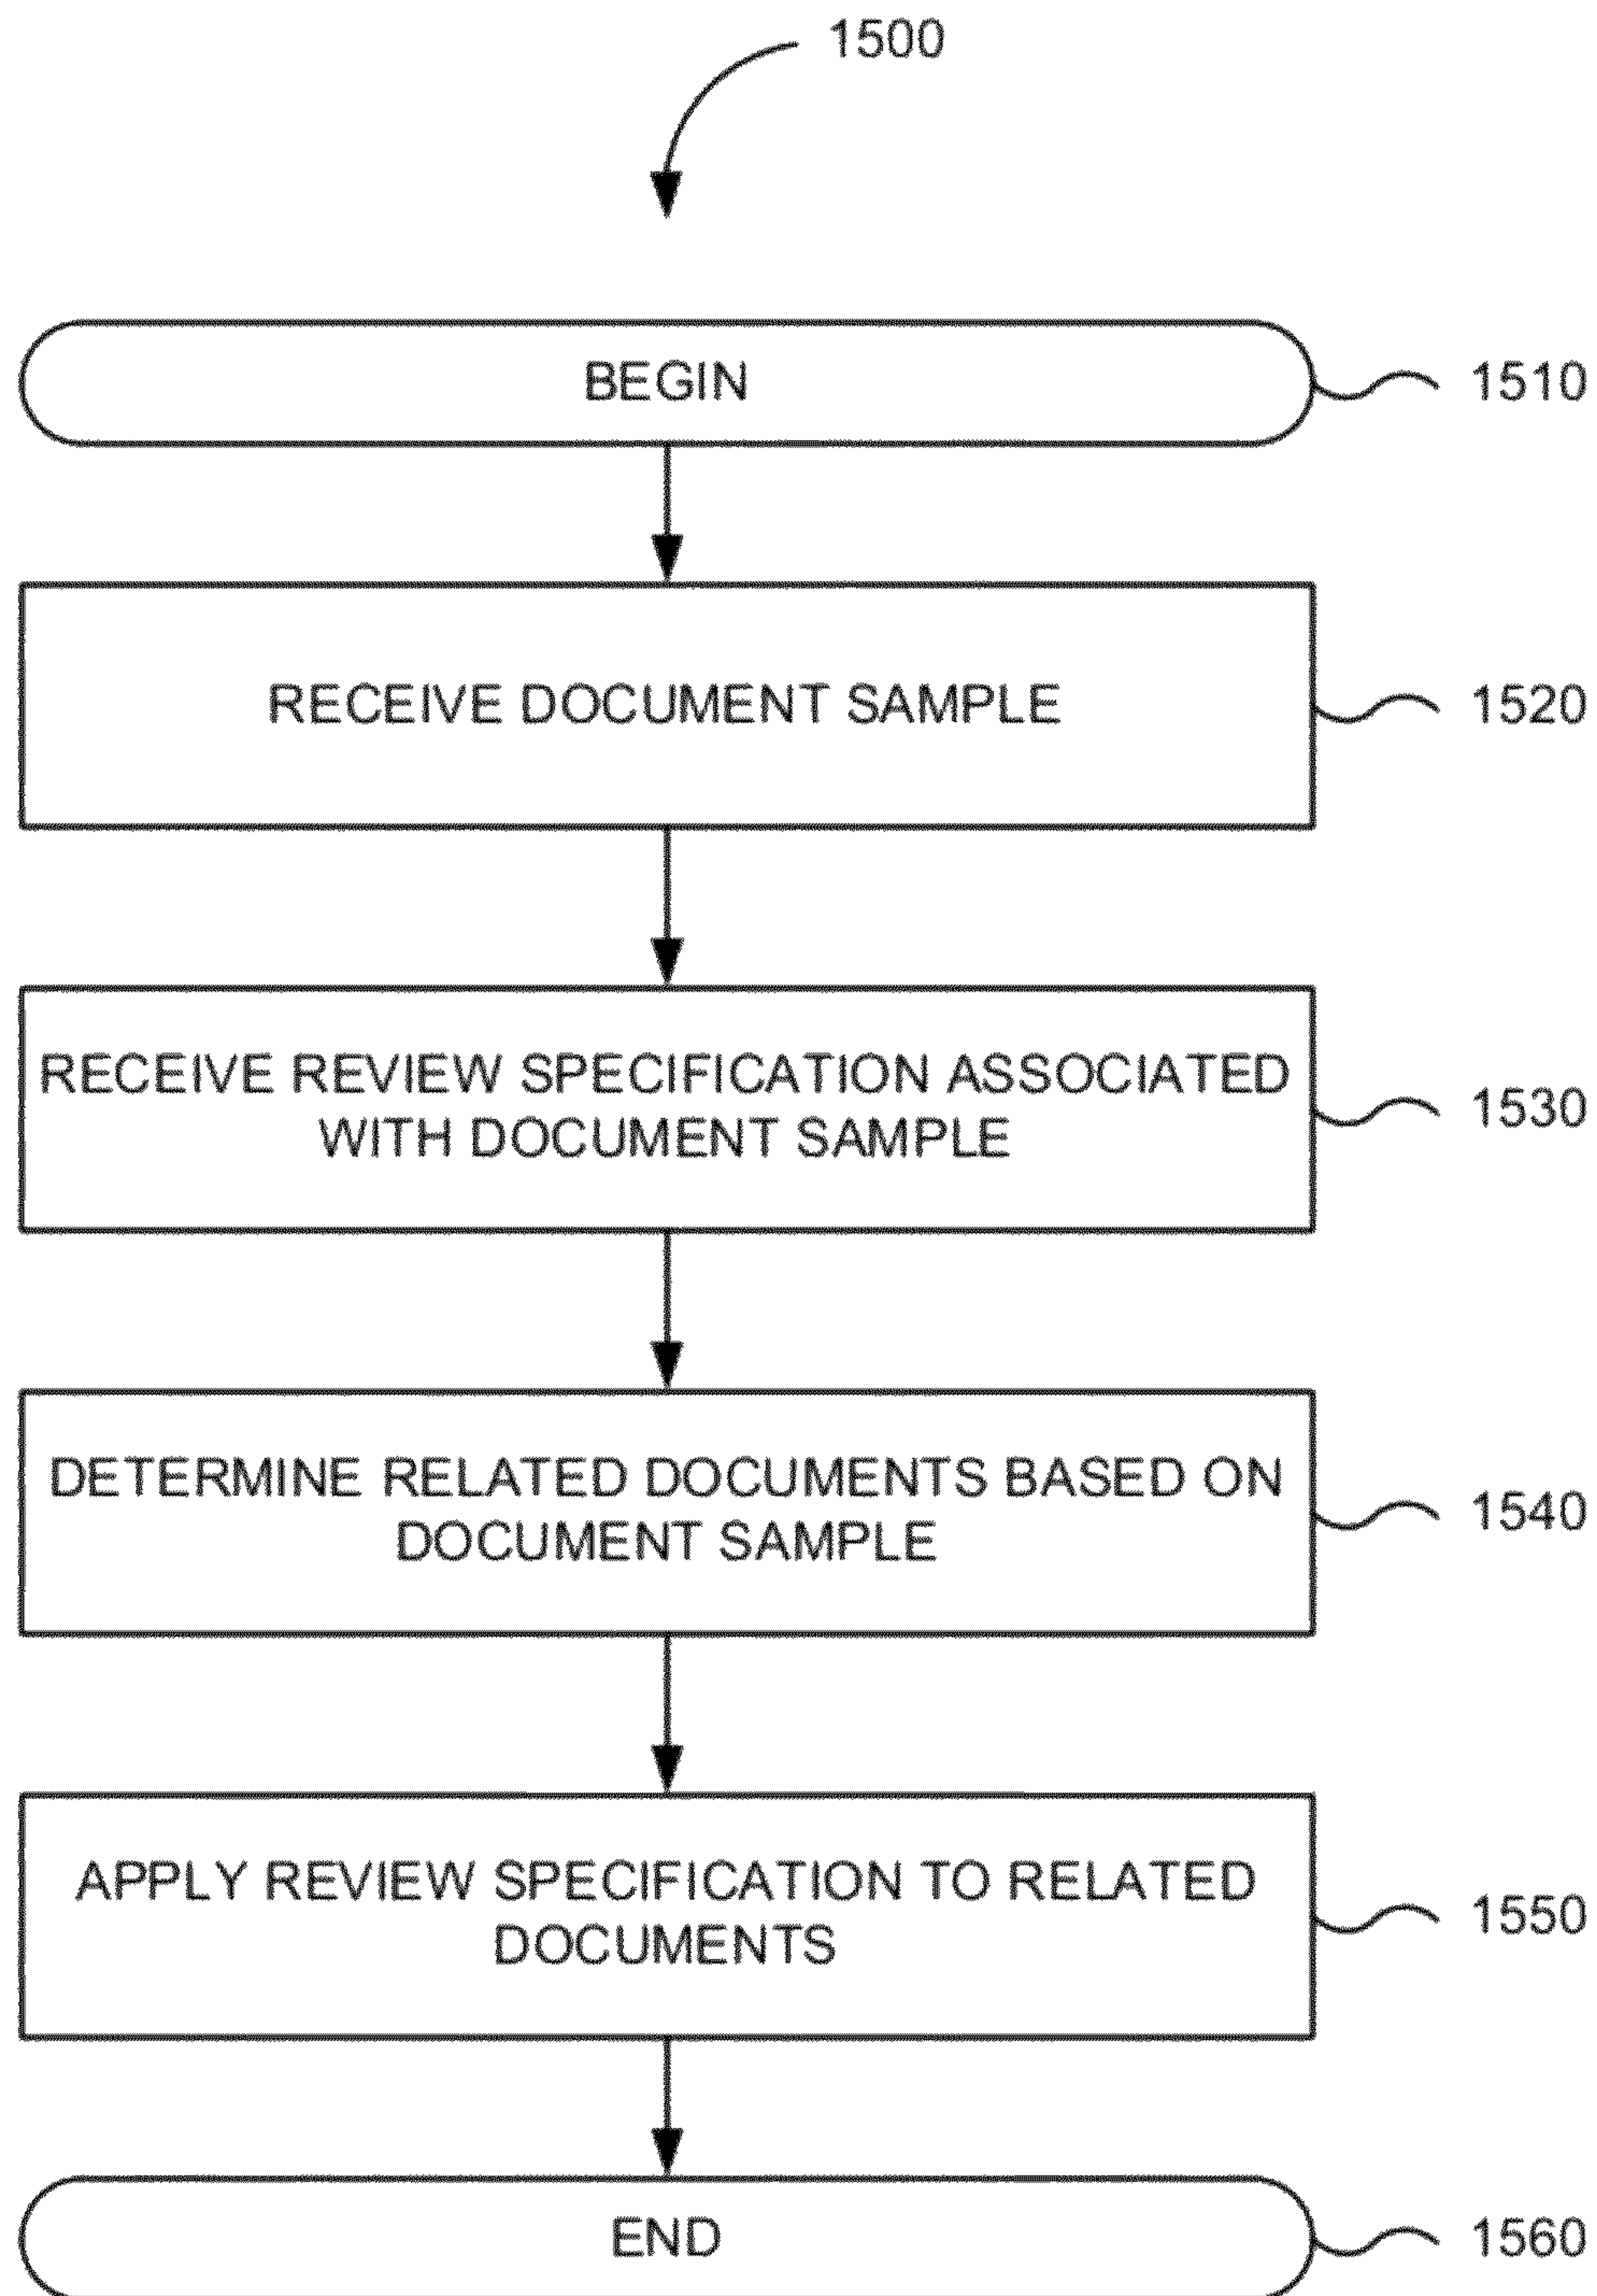 1500
BEGIN
1510
RECEIVE DOCUMENT SAMPLE
1520
RECEIVE REVIEW SPECIFICATION ASSOCIATED
WITH DOCUMENT SAMPLE
1530
DETERMINE RELATED DOCUMENTS BASED ON
DOCUMENT SAMPLE
1540
APPLY REVIEW SPECIFICATION TO RELATED
DOCUMENTS
1550
END
1560